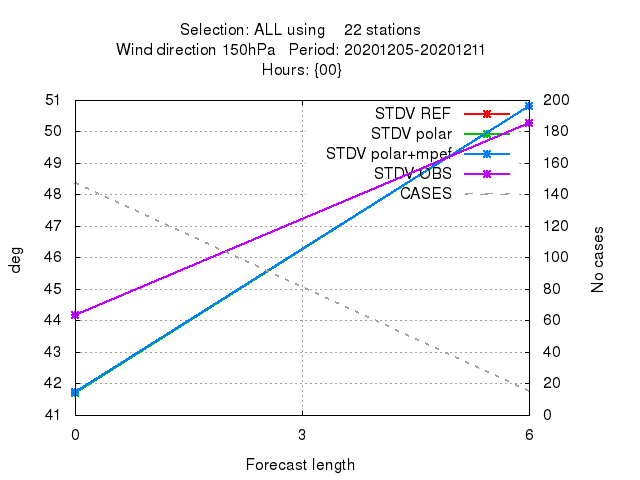 Selection: ALL using    22 stations
Wind direction 150hPa   Period: 20201205-20201211
Hours: {00}
51
50
49
48
47
46
45
44
43
42
41
deg
STDV REF
STDV polar
STDV polar+mpef
STDV OBS
CASES
200
180
160
140
120
100
80
60
40
20
0
No cases
0 3 6
Forecast length